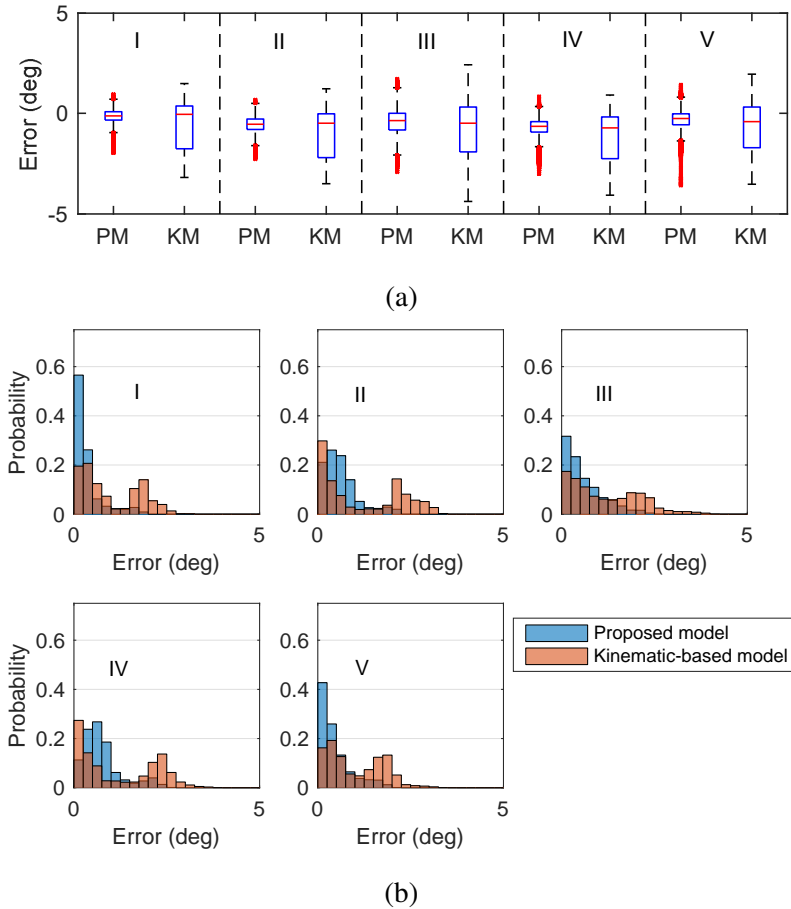 5
I II III IV V
Error (deg)
0
-5
PM KM PM KM PM KM PM KM PM KM
(a)
Probability
0.6
0.4
0.2
0
I
0 5
Error (deg)
0.6
0.4
0.2
0
II
0 5
Error (deg)
0.6
0.4
0.2
0
III
0 5
Error (deg)
Probability
0.6
0.4
0.2
0
IV
0 5
Error (deg)
0.6
0.4
0.2
0
V
0 5
Error (deg)
Proposed model
Kinematic-based model
(b)